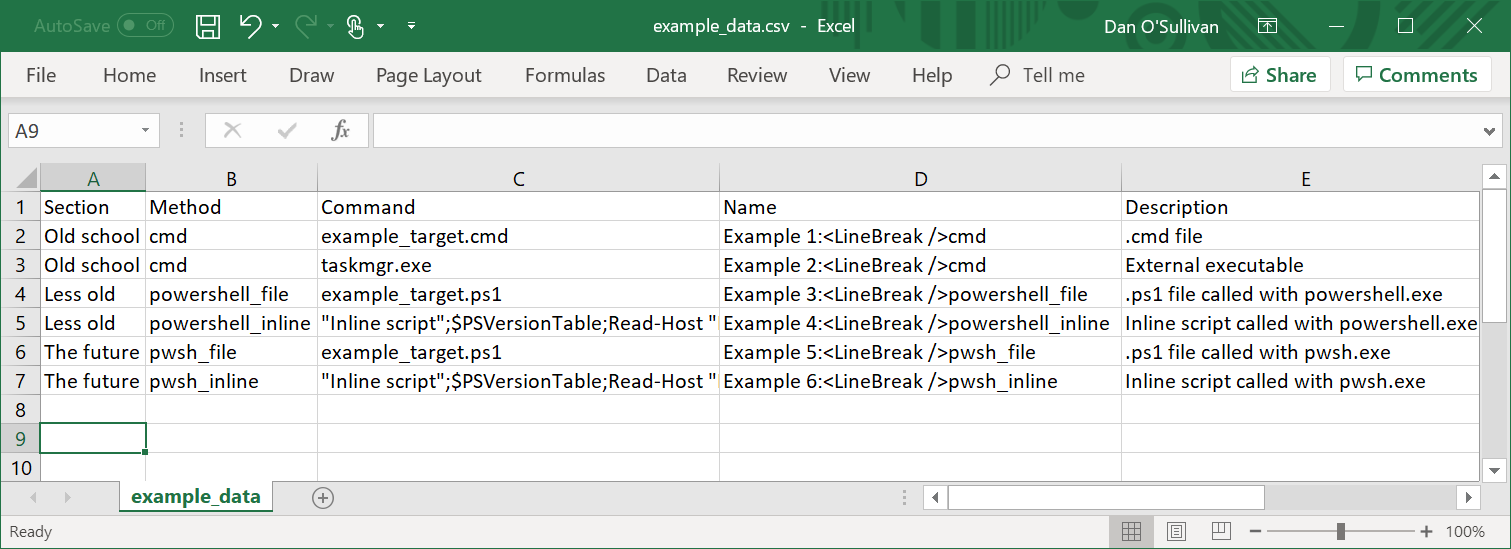 AutoSave Off example_data.csv - Excel Dan O'Sullivan
File Home Insert Draw Page Layout Formulas Data Review View Help Tell me Share Comments
A9 fx
A B C D E
1 Section Method Command Name Description
2 Old school cmd example_target.cmd Example 1:<LineBreak />cmd .cmd file
3 Old school cmd taskmgr.exe Example 2:<LineBreak />cmd External executable
4 Less old powershell_file example_target.ps1 Example 3:<LineBreak />powershell_file .ps1 file called with powershell.exe
5 Less old powershell_inline "Inline script";$PSVersionTable;Read-Host " Example 4:<LineBreak />powershell_inline Inline script called with powershell.exe
6 The future pwsh_file example_target.ps1 Example 5:<LineBreak />pwsh_file .ps1 file called with pwsh.exe
7 The future pwsh_inline "Inline script";$PSVersionTable;Read-Host " Example 6:<LineBreak />pwsh_inline Inline script called with pwsh.exe
8
9
10
example_data
Ready 100%